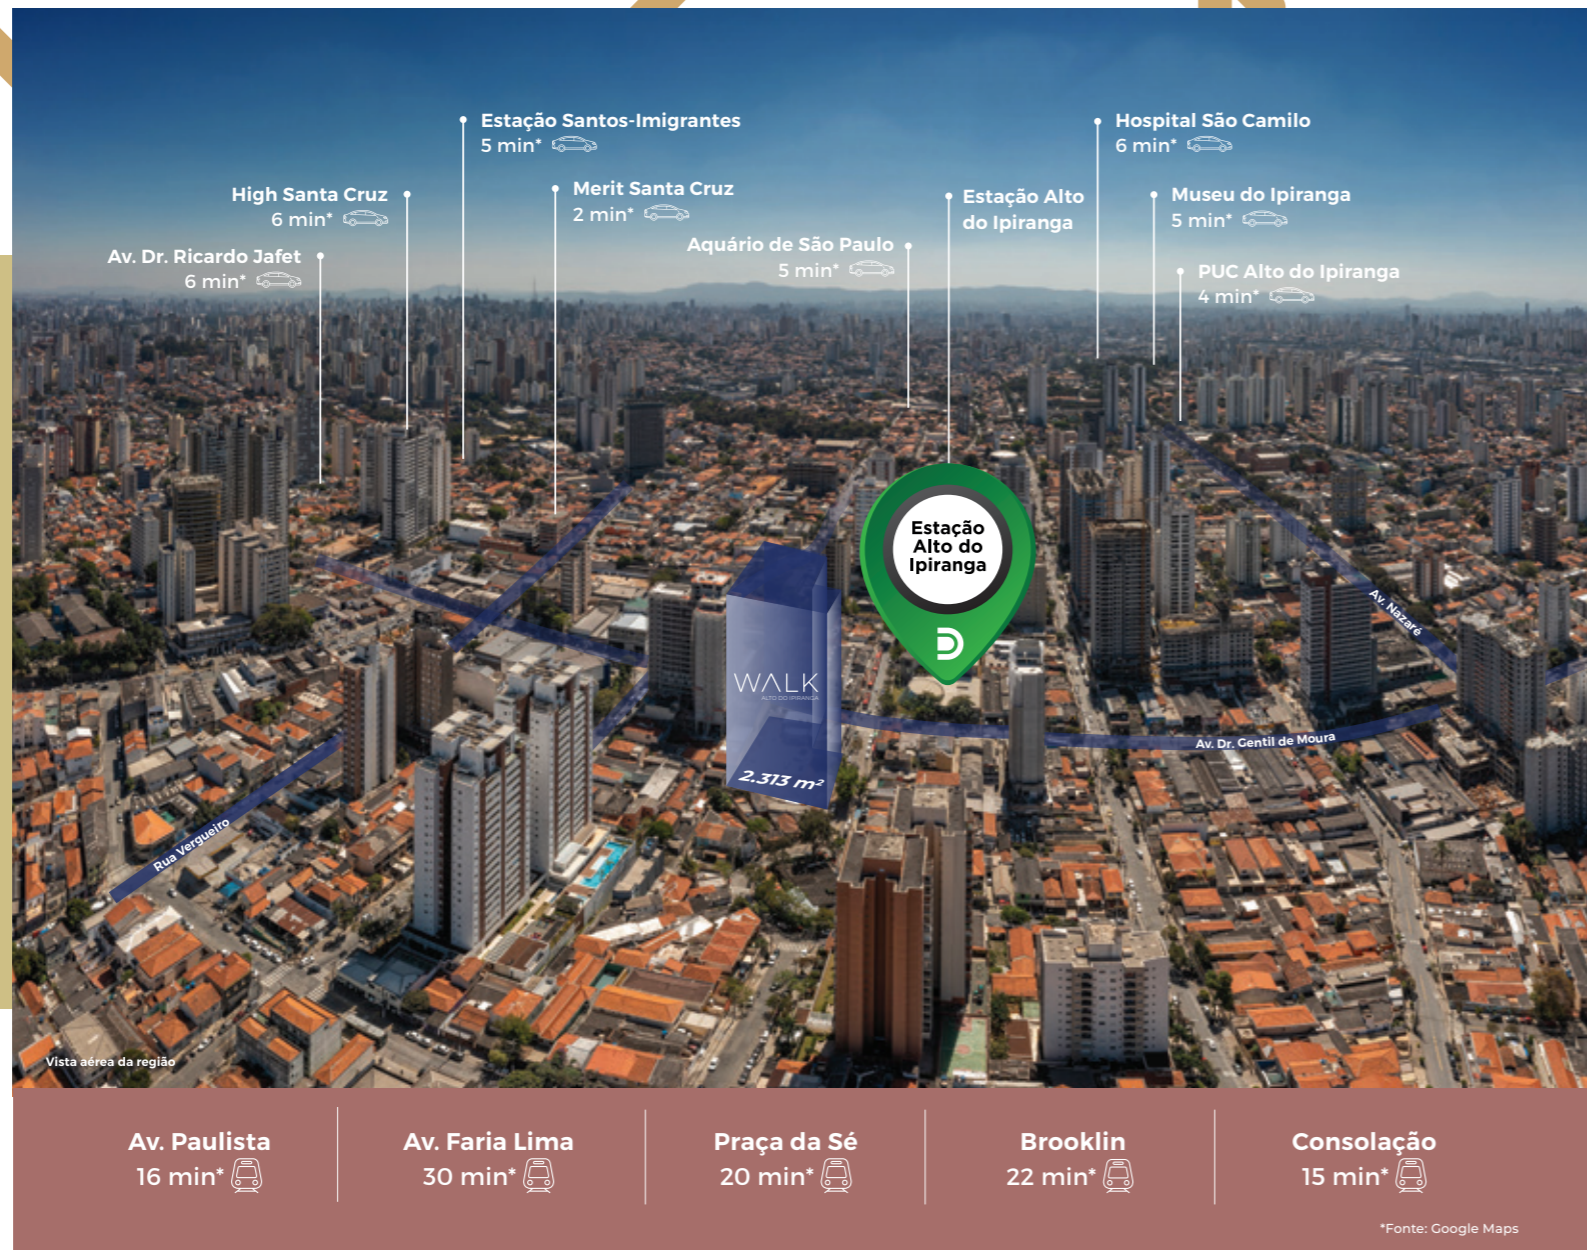 Estação Santos-Imigrantes
5 min*
Hospital São Camilo
6 min*
High Santa Cruz
6 min*
Merit Santa Cruz
2 min*
Estação Alto
do Ipiranga
Museu do Ipiranga
5 min*
Av. Dr. Ricardo Jafet
6 min*
Aquário de São Paulo
5 min*
PUC Alto do Ipiranga
4 min*
Estação
Alto do
Ipiranga
Av. Nazaré
WALK
ALTO DO IPIRANGA
2.313 m²
Av. Dr. Gentil de Moura
Rua Vergueiro
Vista aérea da região
Av. Paulista
16 min*
Av. Faria Lima
30 min*
Praça da Sé
20 min*
Brooklin
22 min*
Consolação
15 min*
*Fonte: Google Maps